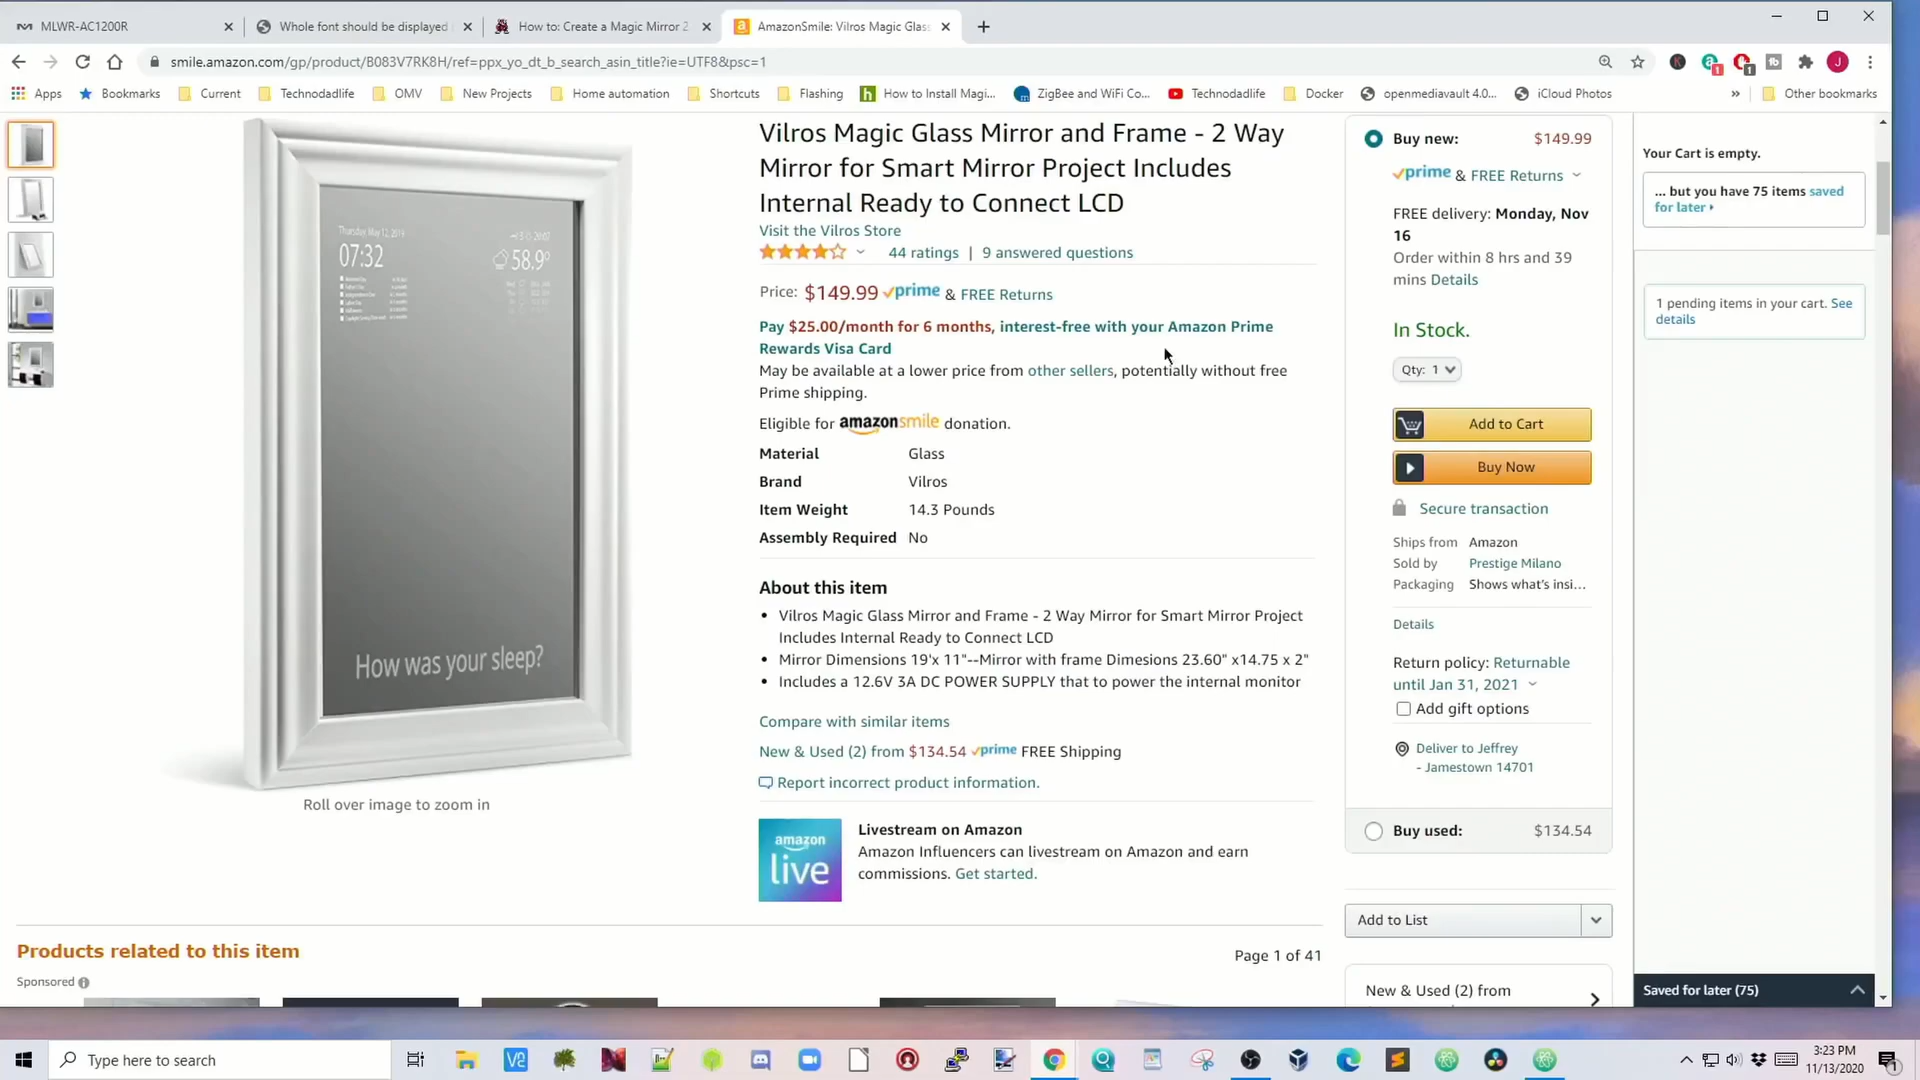 MLWR-AC1200R
Whole font should be displayed
How to: Create a Magic Mirror 2
AmazonSmile: Vilros Magic Glass
smile.amazon.com/gp/product/B083V7RK8H/ref=ppx_yo_dt_b_search_asin_title?ie=UTF8&psc=1
Apps
Bookmarks
Current
Technodadlife
OMV
New Projects
Home automation
Shortcuts
Flashing
How to Install Magi...
ZigBee and WiFi Co...
Technodadlife
Docker
openmediavault 4.0...
iCloud Photos
Other bookmarks
Thursday, May 12, 2019
07:32
20:07
58.9°
How was your sleep?
Roll over image to zoom in
Vilros Magic Glass Mirror and Frame - 2 Way
Mirror for Smart Mirror Project Includes
Internal Ready to Connect LCD
Visit the Vilros Store
44 ratings | 9 answered questions
Price: $149.99 prime & FREE Returns
Pay $25.00/month for 6 months, interest-free with your Amazon Prime
Rewards Visa Card
May be available at a lower price from other sellers, potentially without free
Prime shipping.
Eligible for amazonsmile donation.
Material Glass
Brand Vilros
Item Weight 14.3 Pounds
Assembly Required No
About this item
• Vilros Magic Glass Mirror and Frame - 2 Way Mirror for Smart Mirror Project
Includes Internal Ready to Connect LCD
• Mirror Dimensions 19'x 11"--Mirror with frame Dimesions 23.60" x14.75 x 2"
• Includes a 12.6V 3A DC POWER SUPPLY that to power the internal monitor
Compare with similar items
New & Used (2) from $134.54 prime FREE Shipping
Report incorrect product information.
amazon
live
Livestream on Amazon
Amazon Influencers can livestream on Amazon and earn
commissions. Get started.
Buy new: $149.99
prime & FREE Returns
FREE delivery: Monday, Nov
16
Order within 8 hrs and 39
mins Details
In Stock.
Qty: 1
Add to Cart
Buy Now
Secure transaction
Ships from Amazon
Sold by Prestige Milano
Packaging Shows what's insi...
Details
Return policy: Returnable
until Jan 31, 2021
Add gift options
Deliver to Jeffrey
- Jamestown 14701
Buy used: $134.54
Add to List
New & Used (2) from
Your Cart is empty.
... but you have 75 items saved
for later
1 pending items in your cart. See
details
Saved for later (75)
Products related to this item
Page 1 of 41
Sponsored
Type here to search
3:23 PM
11/13/2020